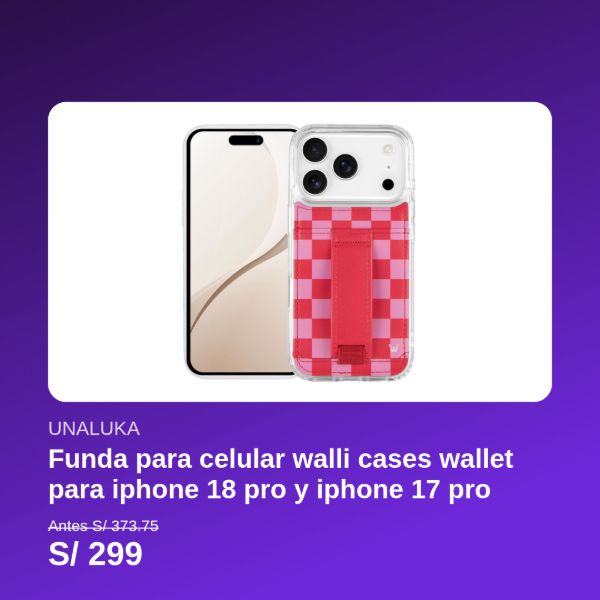 W
UNALUKA
Funda para celular walli cases wallet
para iphone 18 pro y iphone 17 pro
Antes S/ 373.75
S/ 299